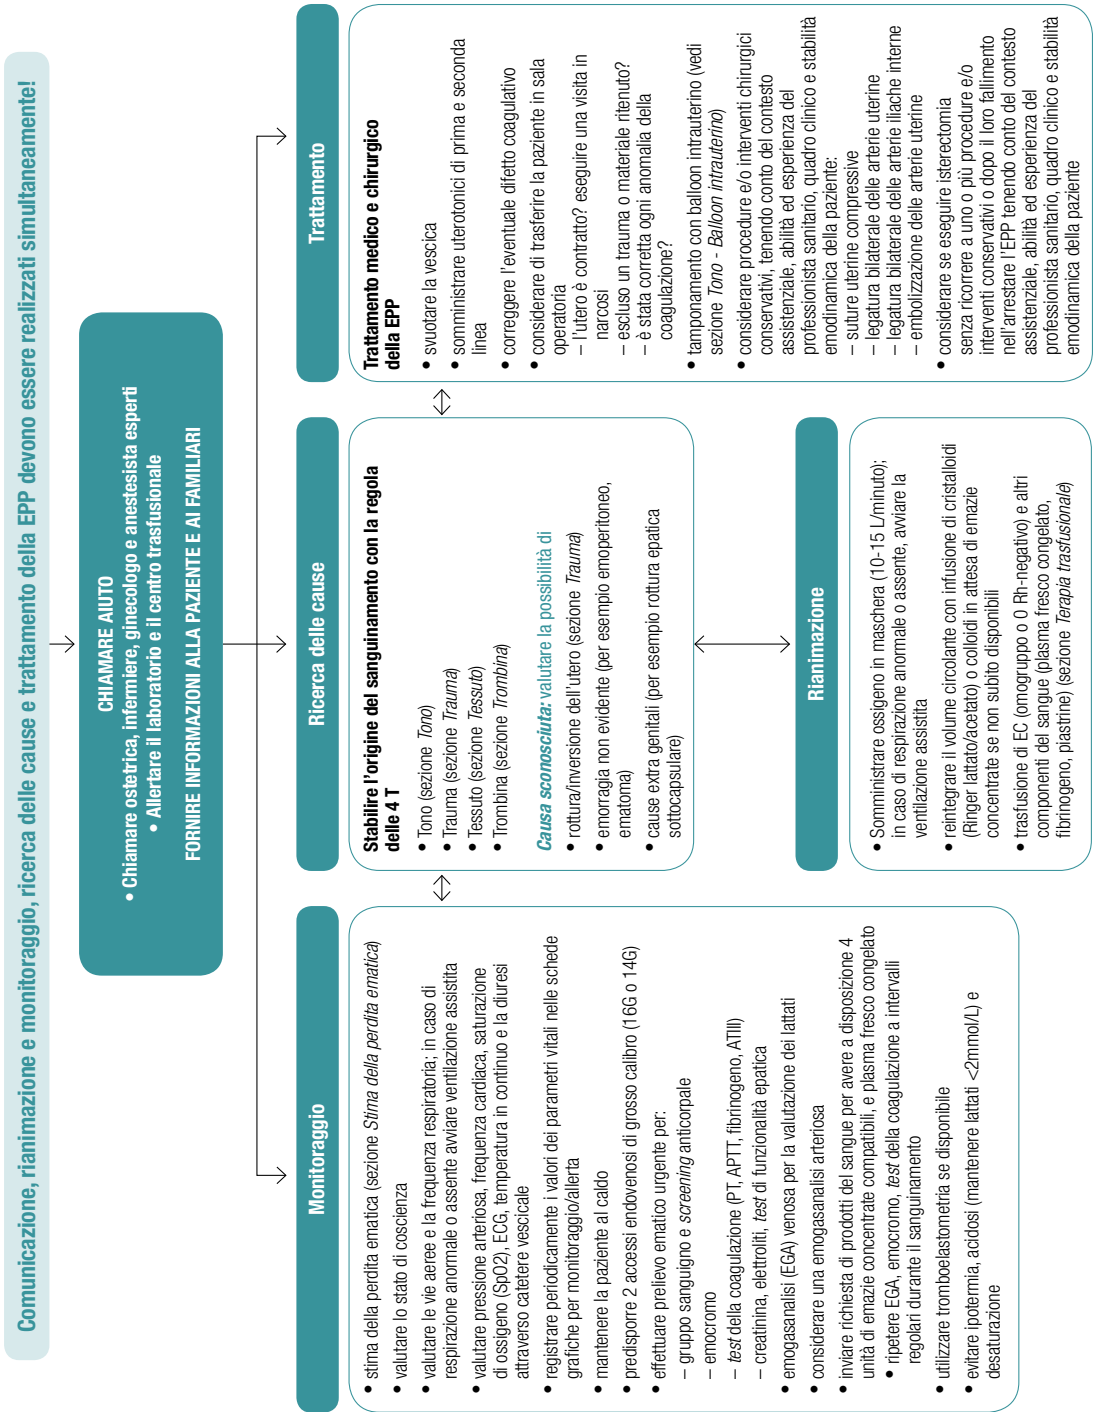 Comunicazione, rianimazione e monitoraggio, ricerca delle cause e trattamento della EPP devono essere realizzati simultaneamente!
CHIAMARE AIUTO
• Chiamare ostetrica, infermiere, ginecologo e anestesista esperti
• Allertare il laboratorio e il centro trasfusionale
FORNIRE INFORMAZIONI ALLA PAZIENTE E AI FAMILIARI
Monitoraggio
• stima della perdita ematica (sezione Stima della perdita ematica)
• valutare lo stato di coscienza
• valutare le vie aeree e la frequenza respiratoria; in caso di
respirazione anormale o assente avviare ventilazione assistita
• valutare pressione arteriosa, frequenza cardiaca, saturazione
di ossigeno (SpO2), ECG, temperatura in continuo e la diuresi
attraverso catetere vescicale
• registrare periodicamente i valori dei parametri vitali nelle schede
grafiche per monitoraggio/allerta
• mantenere la paziente al caldo
• predisporre 2 accessi endovenosi di grosso calibro (16G o 14G)
• effettuare prelievo ematico urgente per:
– gruppo sanguigno e screening anticorpale
– emocromo
– test della coagulazione (PT, APTT, fibrinogeno, ATIII)
– creatinina, elettroliti, test di funzionalità epatica
• emogasanalisi (EGA) venosa per la valutazione dei lattati
• considerare una emogasanalisi arteriosa
• inviare richiesta di prodotti del sangue per avere a disposizione 4
unità di emazie concentrate compatibili, e plasma fresco congelato
• ripetere EGA, emocromo, test della coagulazione a intervalli
regolari durante il sanguinamento
• utilizzare tromboelastometria se disponibile
• evitare ipotermia, acidosi (mantenere lattati <2mmol/L) e
desaturazione
Ricerca delle cause
Stabilire l'origine del sanguinamento con la regola
delle 4 T
• Tono (sezione Tono)
• Trauma (sezione Trauma)
• Tessuto (sezione Tessuto)
• Trombina (sezione Trombina)
Causa sconosciuta: valutare la possibilità di
• rottura/inversione dell'utero (sezione Trauma)
• emorragia non evidente (per esempio emoperitoneo,
ematoma)
• cause extra genitali (per esempio rottura epatica
sottocapsulare)
Rianimazione
• Somministrare ossigeno in maschera (10-15 L/minuto);
in caso di respirazione anormale o assente, avviare la
ventilazione assistita
• reintegrare il volume circolante con infusione di cristalloidi
(Ringer lattato/acetato) o colloidi in attesa di emazie
concentrate se non subito disponibili
• trasfusione di EC (omogruppo o 0 Rh-negativo) e altri
componenti del sangue (plasma fresco congelato,
fibrinogeno, piastrine) (sezione Terapia trasfusionale)
Trattamento
Trattamento medico e chirurgico
della EPP
• svuotare la vescica
• somministrare uterotonici di prima e seconda
linea
• correggere l'eventuale difetto coagulativo
• considerare di trasferire la paziente in sala
operatoria
– l'utero è contratto? eseguire una visita in
narcosi
– escluso un trauma o materiale ritenuto?
– è stata corretta ogni anomalia della
coagulazione?
• tamponamento con balloon intrauterino (vedi
sezione Tono - Balloon intrauterino)
• considerare procedure e/o interventi chirurgici
conservativi, tenendo conto del contesto
assistenziale, abilità ed esperienza del
professionista sanitario, quadro clinico e stabilità
emodinamica della paziente:
– suture uterine compressive
– legatura bilaterale delle arterie uterine
– legatura bilaterale delle arterie iliache interne
– embolizzazione delle arterie uterine
• considerare se eseguire isterectomia
senza ricorrere a uno o più procedure e/o
interventi conservativi o dopo il loro fallimento
nell'arrestare l'EPP tenendo conto del contesto
assistenziale, abilità ed esperienza del
professionista sanitario, quadro clinico e stabilità
emodinamica della paziente